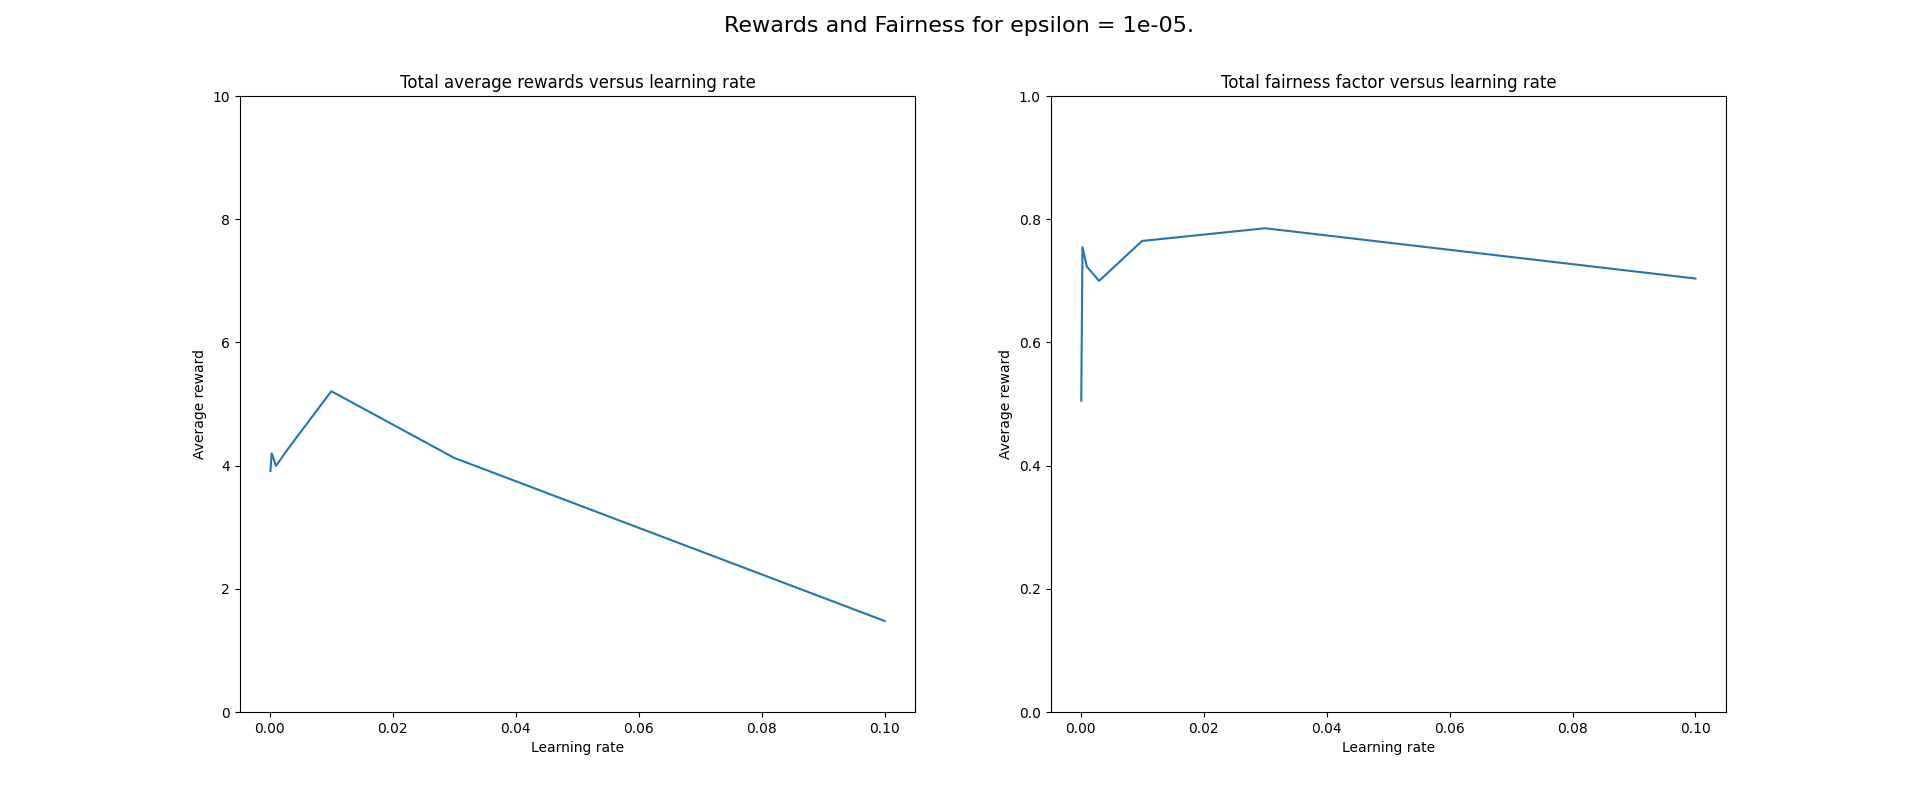 Rewards and Fairness for epsilon = 1e-05.
Total average rewards versus learning rate
10
8
6
4
2
0
Average reward
0.00 0.02 0.04 0.06 0.08 0.10
Learning rate
Total fairness factor versus learning rate
1.0
0.8
0.6
0.4
0.2
0.0
Average reward
0.00 0.02 0.04 0.06 0.08 0.10
Learning rate